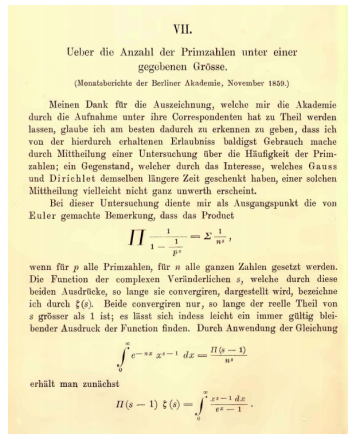 VII.
Ueber die Anzahl der Primzahlen unter einer
gegebenen Grösse.
(Monatsberichte der Berliner Akademie, November 1859.)
Meinen Dank für die Auszeichnung, welche mir die Akademie
durch die Aufnahme unter ihre Correspondenten hat zu Theil werden
lassen, glaube ich am besten dadurch zu erkennen zu geben, dass ich
von der hierdurch erhaltenen Erlaubniss baldigst Gebrauch mache
durch Mittheilung einer Untersuchung über die Häufigkeit der Prim-
zahlen; ein Gegenstand, welcher durch das Interesse, welches Gauss
und Dirichlet demselben längere Zeit geschenkt haben, einer solchen
Mittheilung vielleicht nicht ganz unwerth erscheint.
Bei dieser Untersuchung diente mir als Ausgangspunkt die von
Euler gemachte Bemerkung, dass das Product
∏ 1 / (1 − 1/pˢ) = Σ 1/nˢ,
wenn für p alle Primzahlen, für n alle ganzen Zahlen gesetzt werden.
Die Function der complexen Veränderlichen s, welche durch diese
beiden Ausdrücke, so lange sie convergiren, dargestellt wird, bezeichne
ich durch ζ(s). Beide convergiren nur, so lange der reelle Theil von
s grösser als 1 ist; es lässt sich indess leicht ein immer gültig blei-
bender Ausdruck der Function finden. Durch Anwendung der Gleichung
∫₀^∞ e^{−nx} x^{s−1} dx = Π(s − 1) / nˢ
erhält man zunächst
Π(s − 1) ζ(s) = ∫₀^∞ x^{s−1} dx / (eˣ − 1).